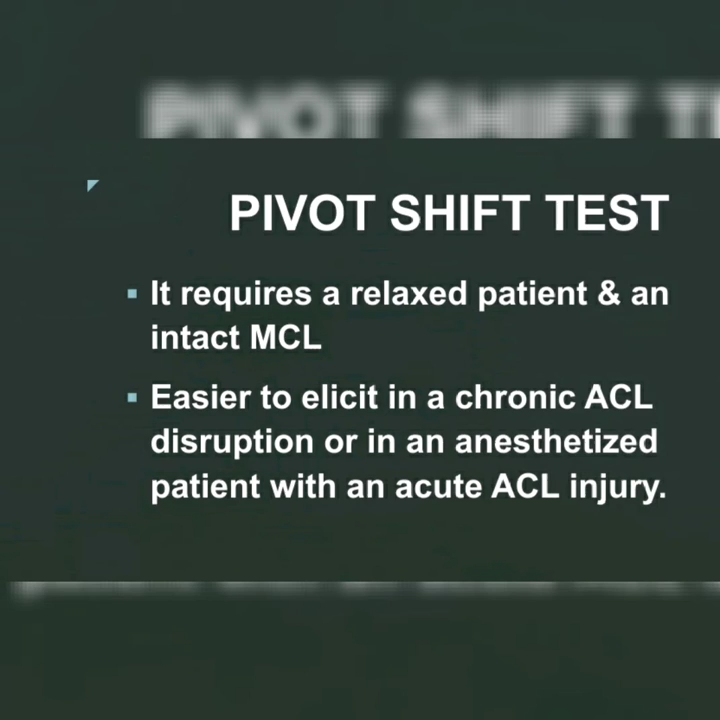 PIVOT SHIFT TEST
It requires a relaxed patient & an
intact MCL
Easier to elicit in a chronic ACL
disruption or in an anesthetized
patient with an acute ACL injury.